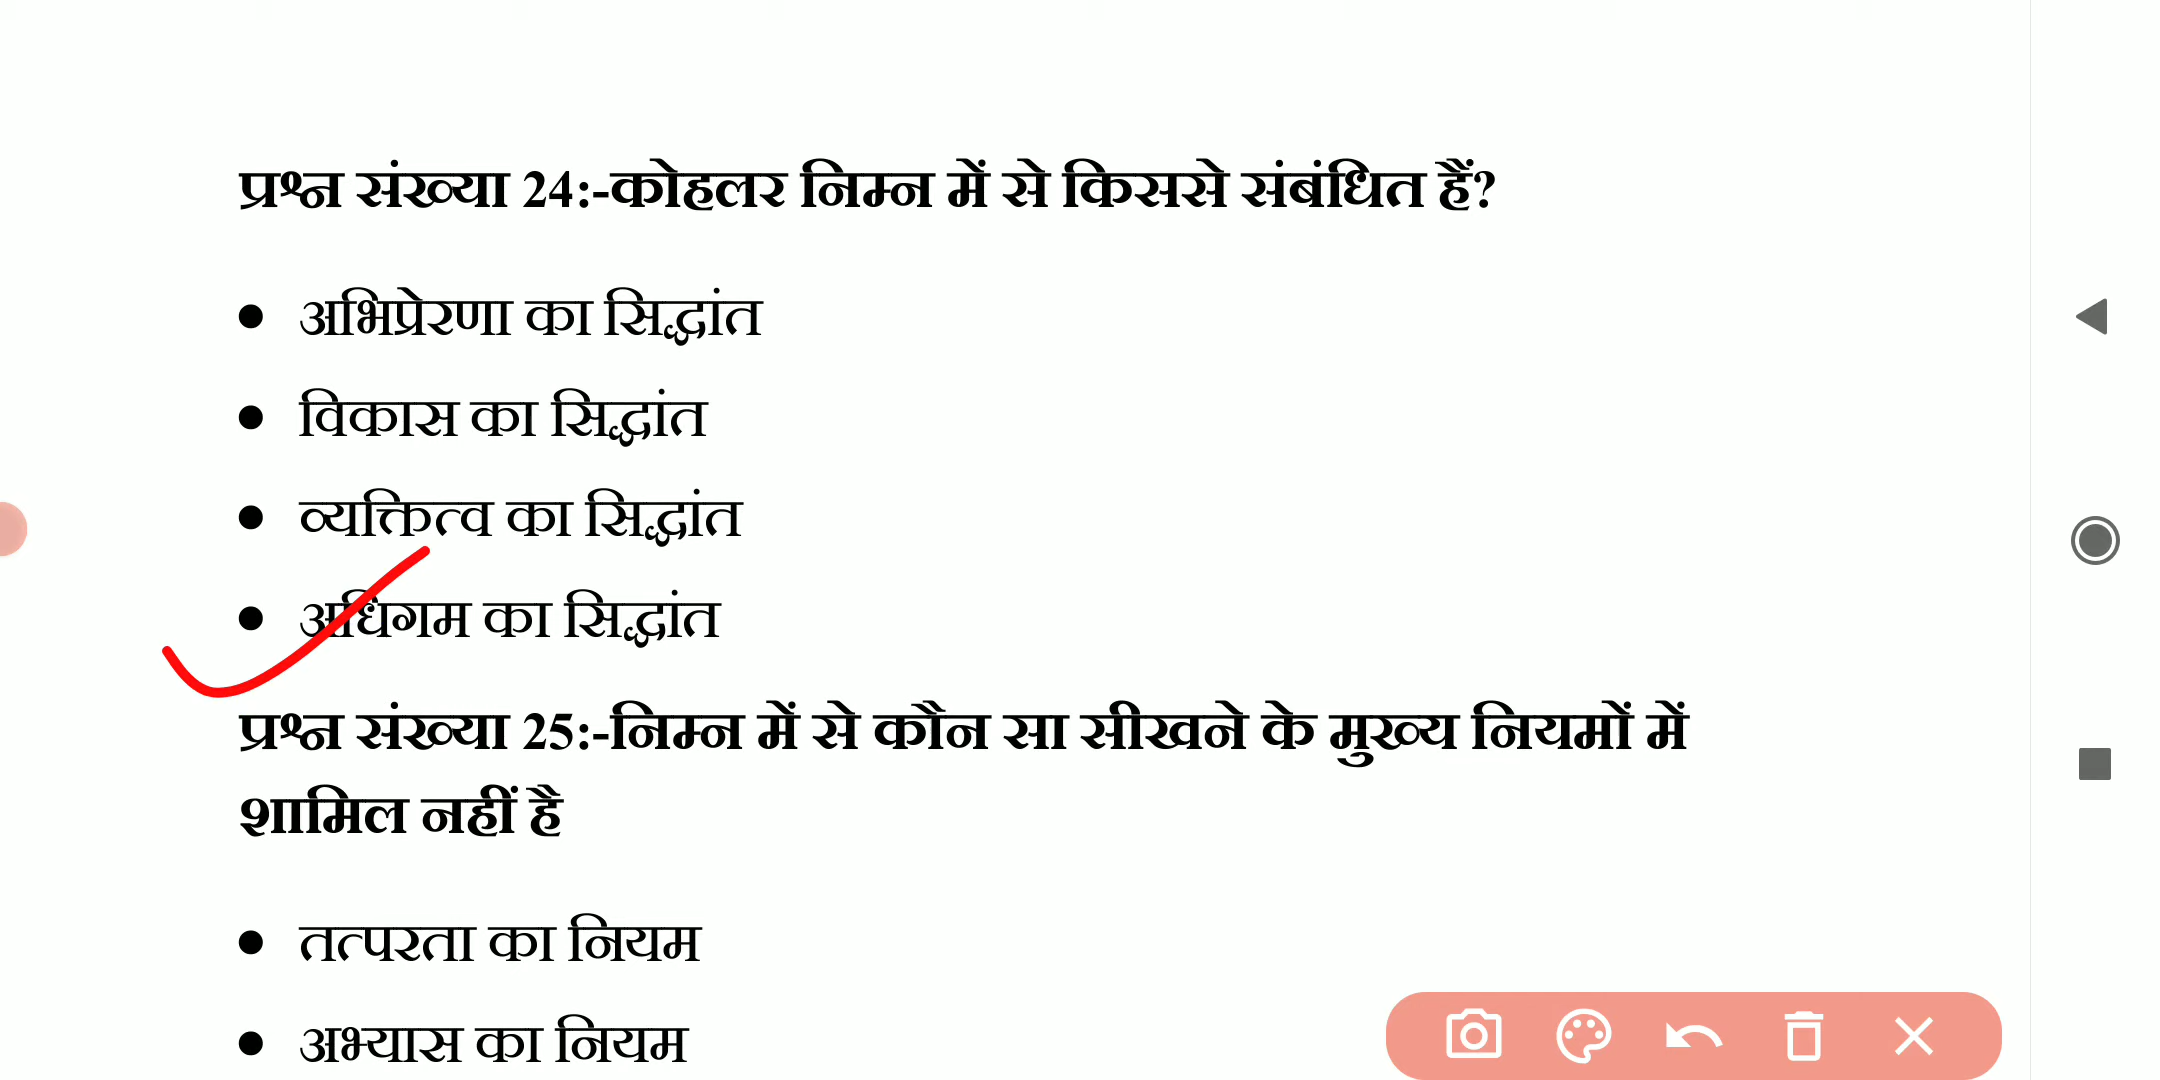 प्रश्न संख्या 24:-कोहलर निम्न में से किससे संबंधित हैं?
● अभिप्रेरणा का सिद्धांत
● विकास का सिद्धांत
● व्यक्तित्व का सिद्धांत
● अधिगम का सिद्धांत
प्रश्न संख्या 25:-निम्न में से कौन सा सीखने के मुख्य नियमों में
शामिल नहीं है
● तत्परता का नियम
● अभ्यास का नियम